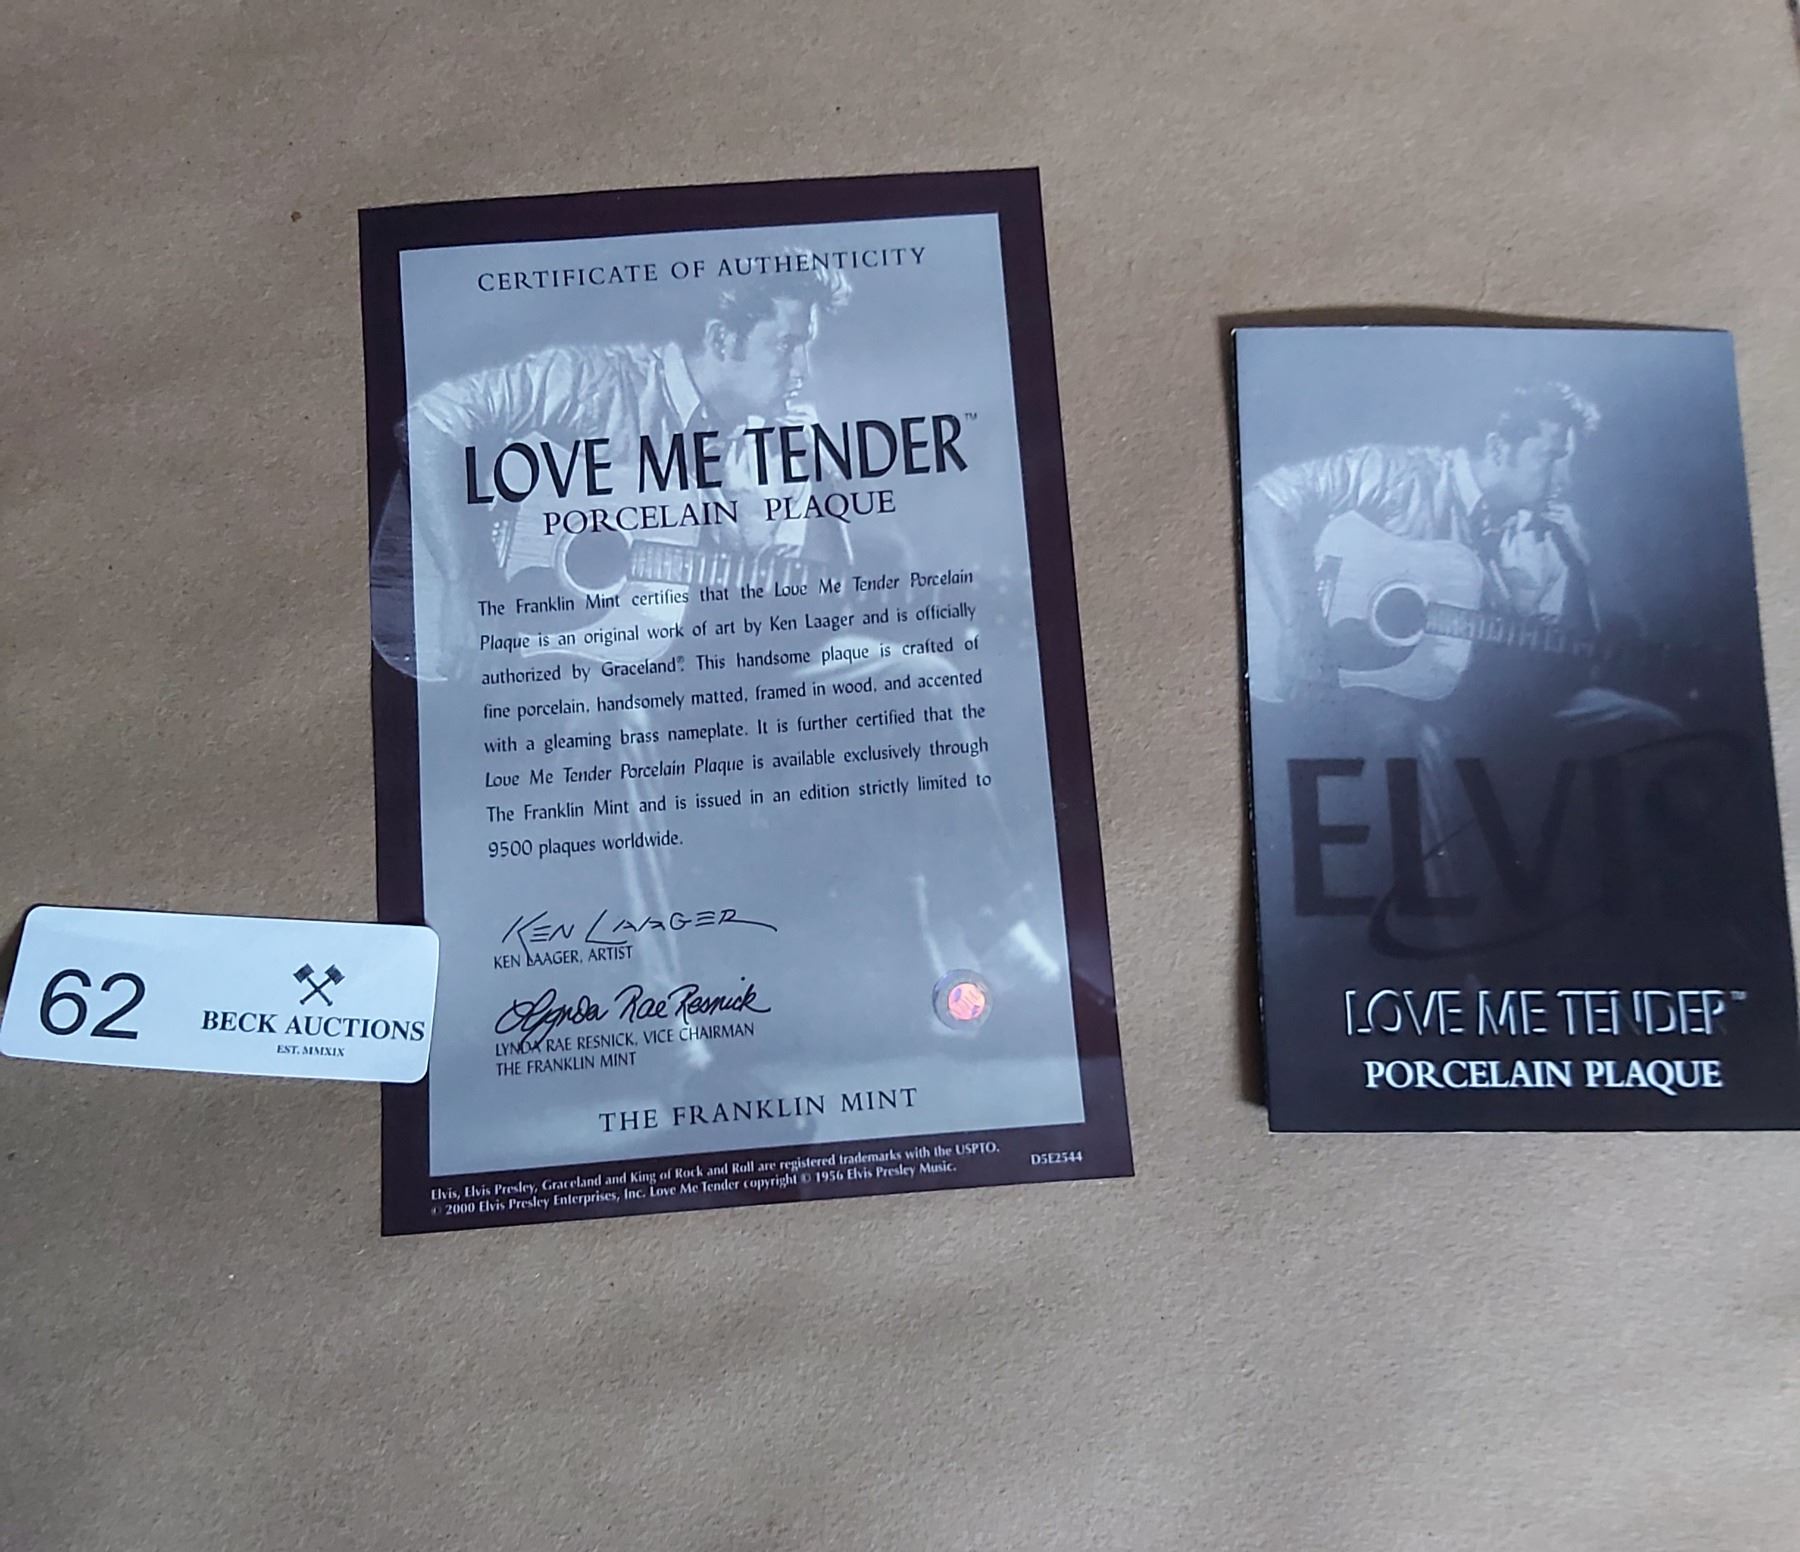 CERTIFICATE OF AUTHENTICITY
LOVE ME TENDER™
PORCELAIN PLAQUE
The Franklin Mint certifies that the Love Me Tender Porcelain
Plaque is an original work of art by Ken Laager and is officially
authorized by Graceland®. This handsome plaque is crafted of
fine porcelain, handsomely matted, framed in wood, and accented
with a gleaming brass nameplate. It is further certified that the
Love Me Tender Porcelain Plaque is available exclusively through
The Franklin Mint and is issued in an edition strictly limited to
9500 plaques worldwide.
KEN LAAGER
KEN LAAGER, ARTIST
Lynda Rae Resnick
LYNDA RAE RESNICK, VICE CHAIRMAN
THE FRANKLIN MINT
THE FRANKLIN MINT
Elvis, Elvis Presley, Graceland and King of Rock and Roll are registered trademarks with the USPTO.
© 2000 Elvis Presley Enterprises, Inc. Love Me Tender copyright © 1956 Elvis Presley Music.
D5E2544
62
BECK AUCTIONS
EST. MMXIX
ELVIS
LOVE ME TENDER™
PORCELAIN PLAQUE